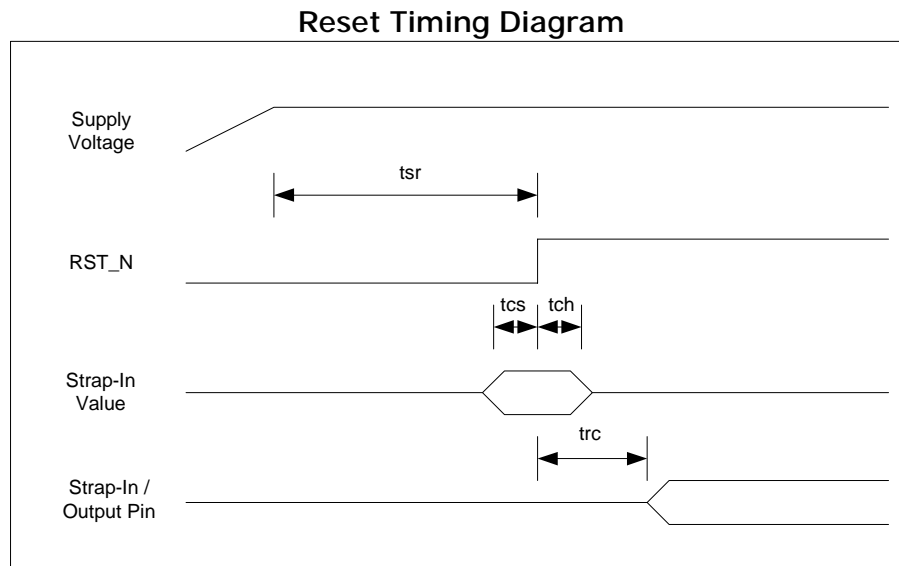 Reset Timing Diagram
Supply
Voltage
tsr
RST_N
tcs
tch
Strap-In
Value
trc
Strap-In /
Output Pin